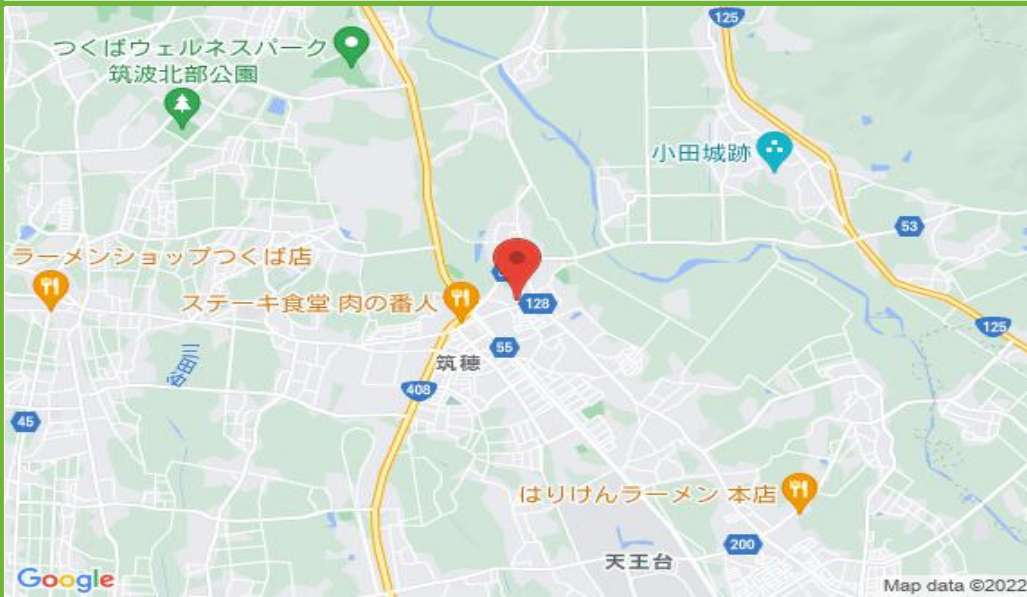 125
つくばウェルネスパーク
筑波北部公園
小田城跡
53
ラーメンショップつくば店
ステーキ食堂 肉の番人
128
125
55
筑穂
408
45
はりけんラーメン 本店
200
天王台
Google
Map data ©2022